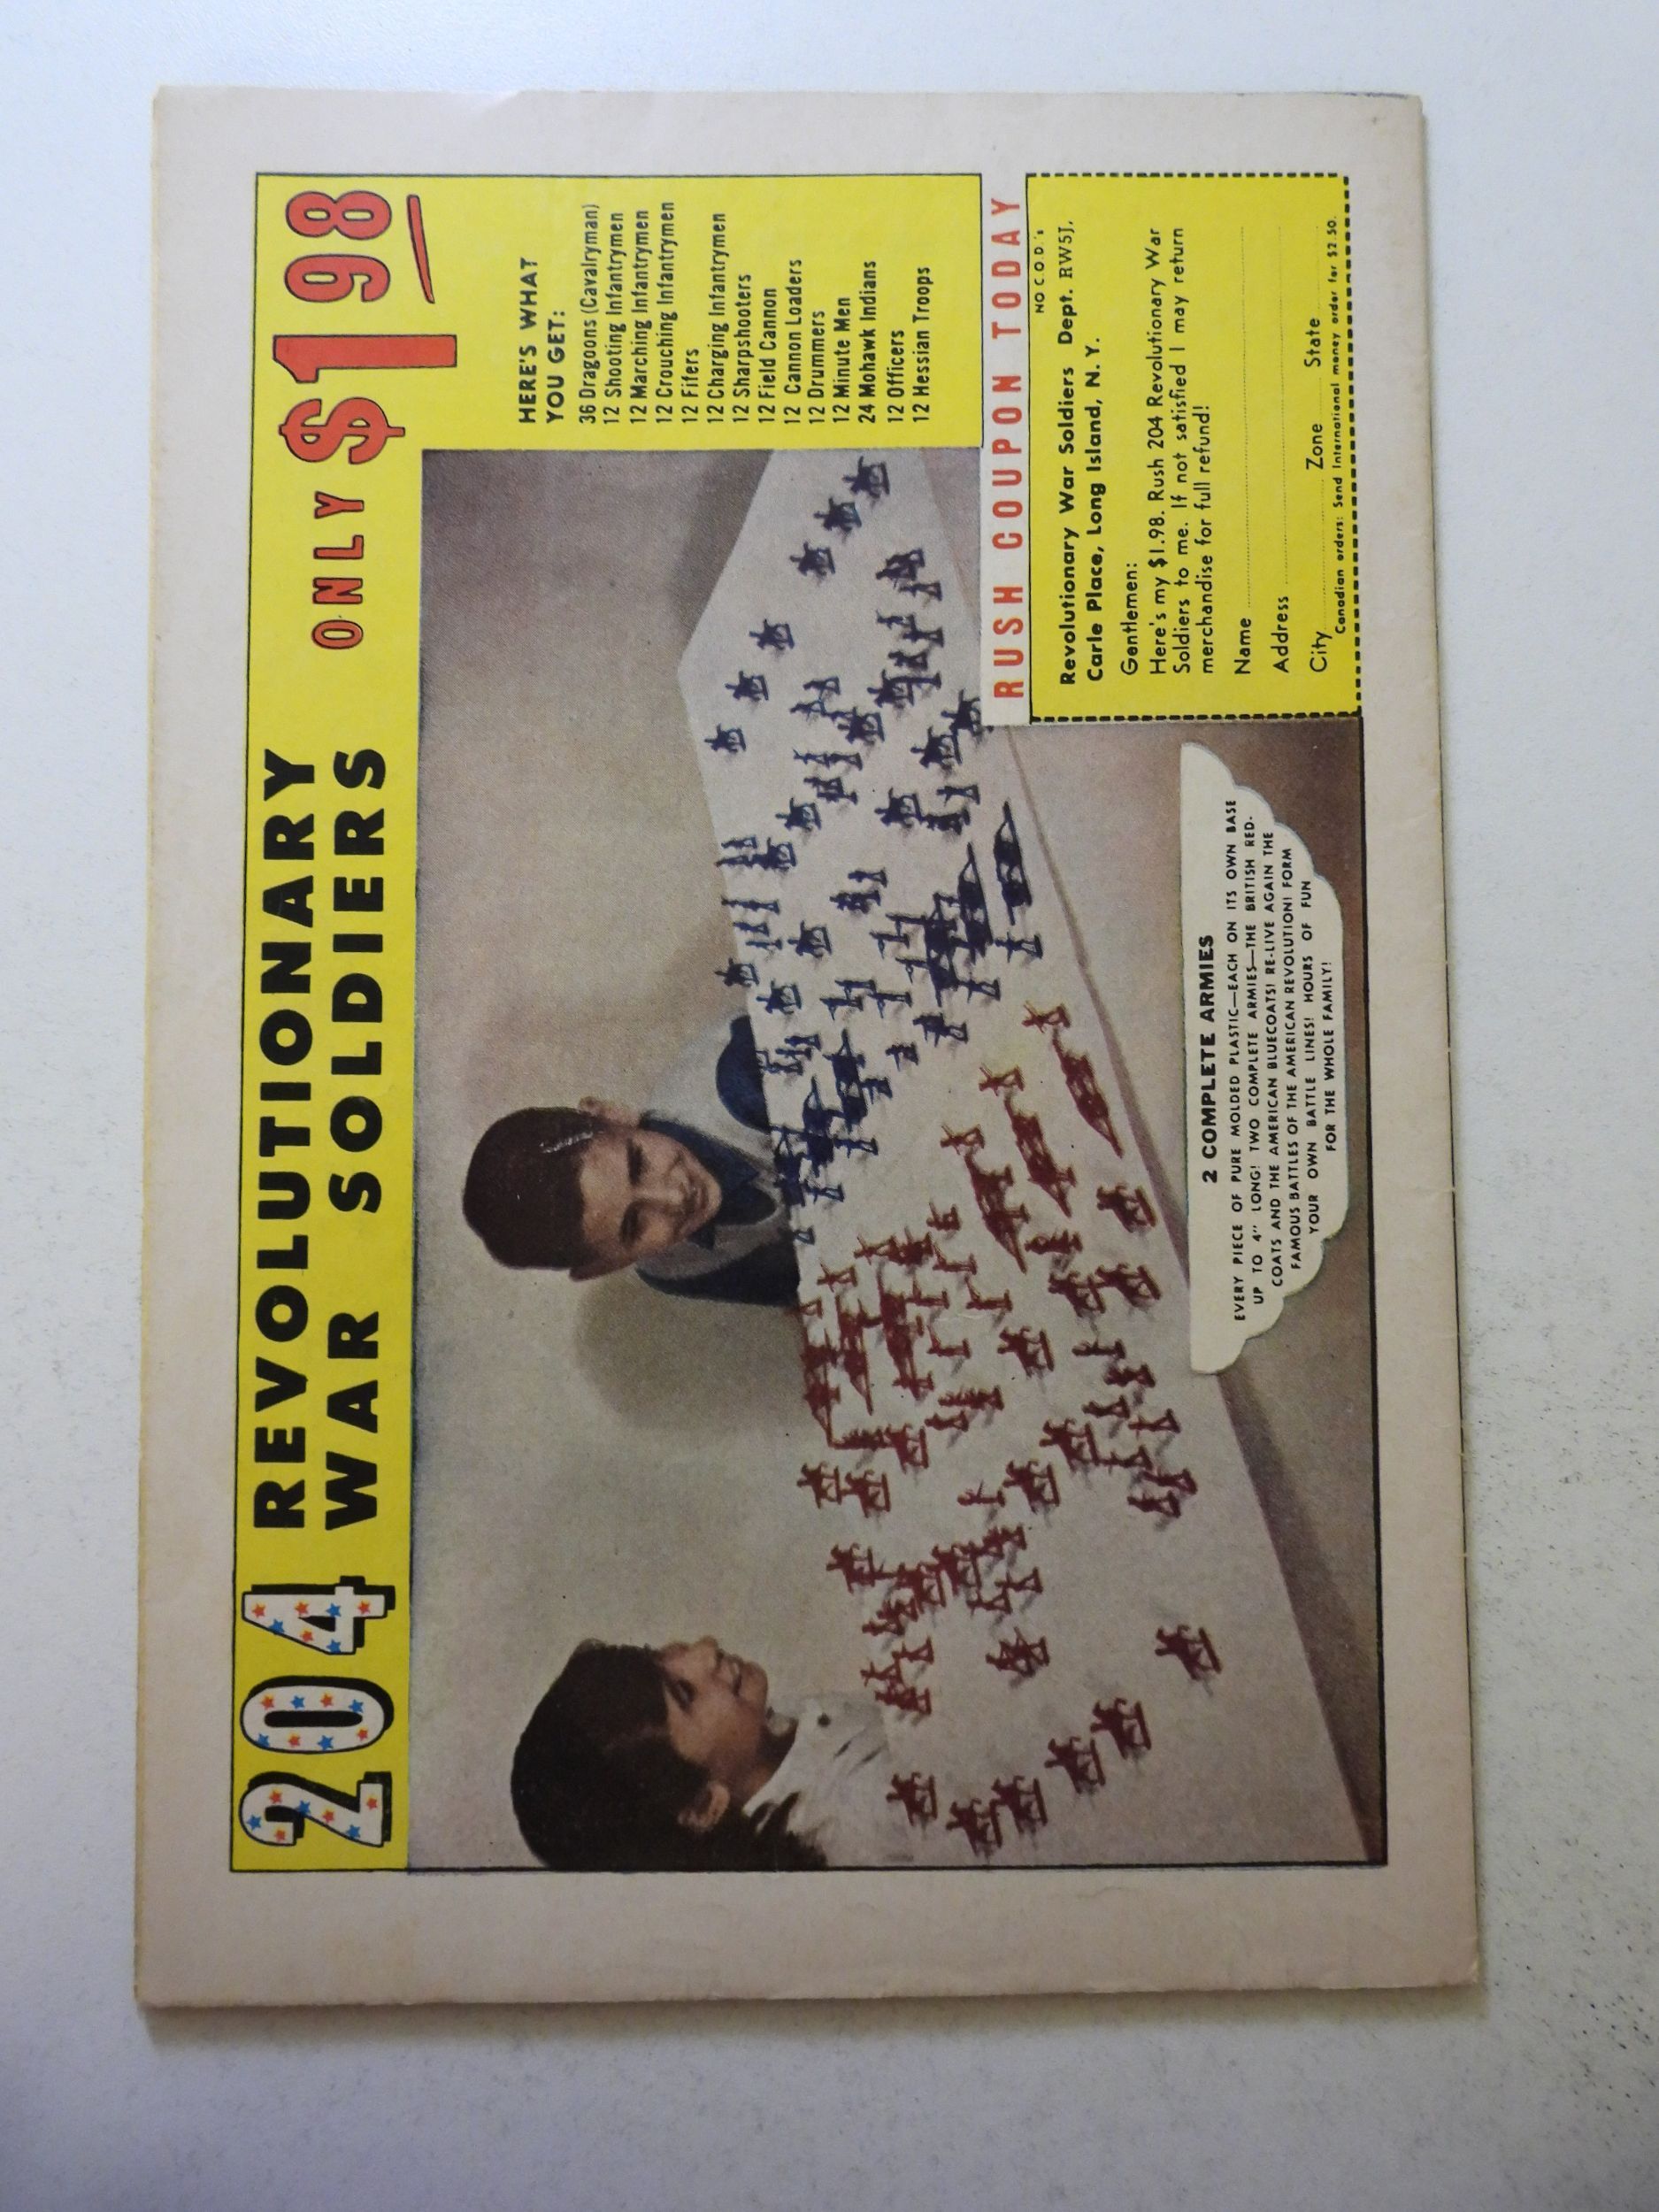 204 REVOLUTIONARY
WAR SOLDIERS
ONLY $1 98
HERE'S WHAT
YOU GET:
36 Dragoons (Cavalryman)
12 Shooting Infantrymen
12 Marching Infantrymen
12 Crouching Infantrymen
12 Fifers
12 Charging Infantrymen
12 Sharpshooters
12 Field Cannon
12 Cannon Loaders
12 Drummers
12 Minute Men
24 Mohawk Indians
12 Officers
12 Hessian Troops
RUSH COUPON TODAY
NO C.O.D.'s
Revolutionary War Soldiers Dept. RW5J,
Carle Place, Long Island, N. Y.
Gentlemen:
Here's my $1.98. Rush 204 Revolutionary War
Soldiers to me. If not satisfied I may return
merchandise for full refund!
Name
Address
City Zone State
Canadian orders: Send International money order for $2.50.
2 COMPLETE ARMIES
EVERY PIECE OF PURE MOLDED PLASTIC—EACH ON ITS OWN BASE
UP TO 4" LONG! TWO COMPLETE ARMIES—THE BRITISH RED-
COATS AND THE AMERICAN BLUECOATS! RE-LIVE AGAIN THE
FAMOUS BATTLES OF THE AMERICAN REVOLUTION! FORM
YOUR OWN BATTLE LINES! HOURS OF FUN
FOR THE WHOLE FAMILY!